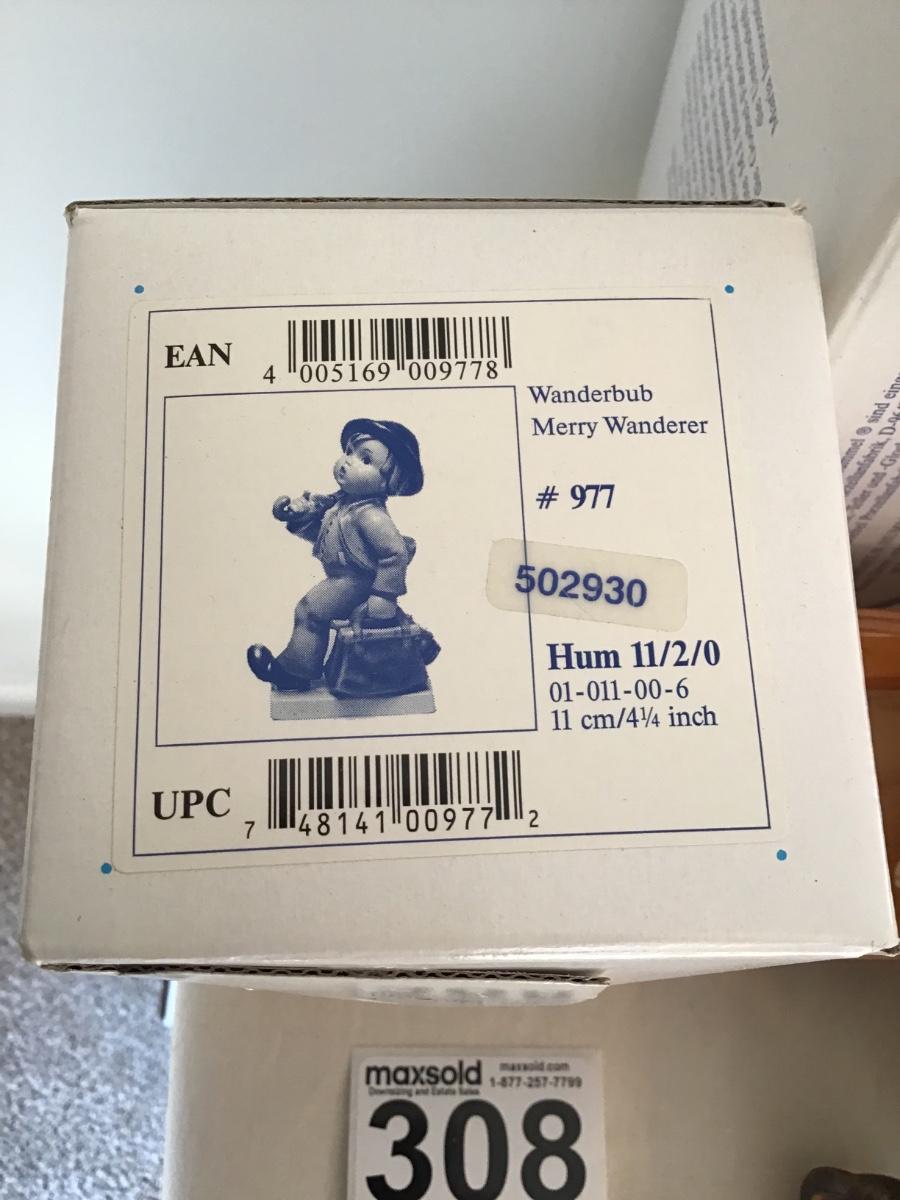 EAN
4 005169 009778
Wanderbub
Merry Wanderer
# 977
502930
Hum 11/2/0
01-011-00-6
11 cm/4¼ inch
UPC
7 48141 00977 2
® sind
maxsold
maxsold.com
1-877-257-7799
Downsizing and Estate Sales
308